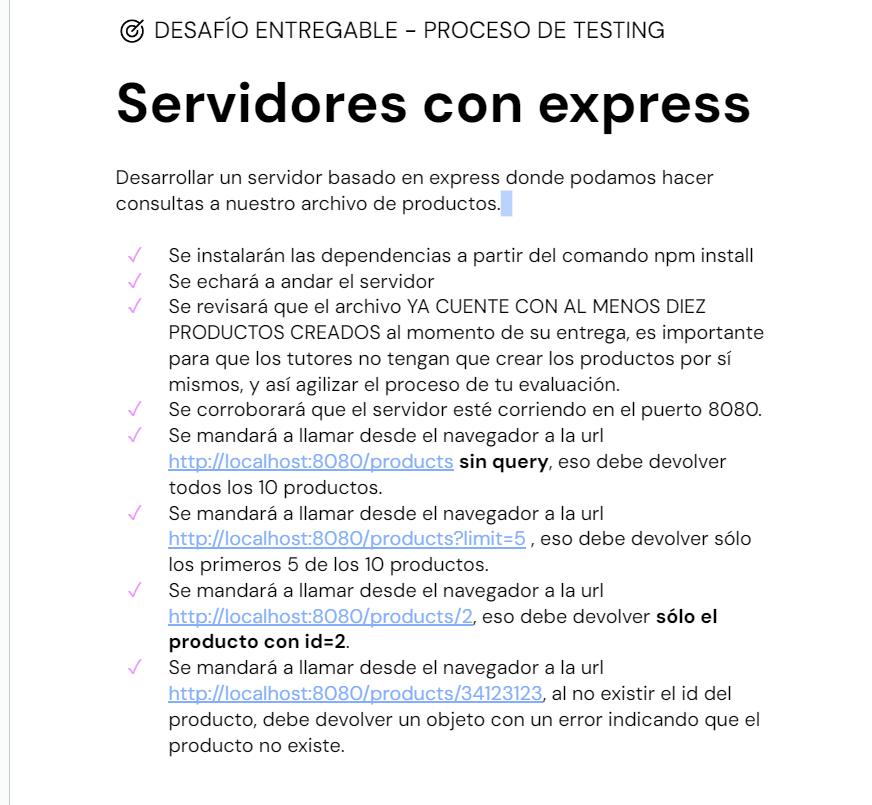 DESAFÍO ENTREGABLE - PROCESO DE TESTING
Servidores con express
Desarrollar un servidor basado en express donde podamos hacer
consultas a nuestro archivo de productos.
✓ Se instalarán las dependencias a partir del comando npm install
✓ Se echará a andar el servidor
✓ Se revisará que el archivo YA CUENTE CON AL MENOS DIEZ
PRODUCTOS CREADOS al momento de su entrega, es importante
para que los tutores no tengan que crear los productos por sí
mismos, y así agilizar el proceso de tu evaluación.
✓ Se corroborará que el servidor esté corriendo en el puerto 8080.
✓ Se mandará a llamar desde el navegador a la url
http://localhost:8080/products sin query, eso debe devolver
todos los 10 productos.
✓ Se mandará a llamar desde el navegador a la url
http://localhost:8080/products?limit=5 , eso debe devolver sólo
los primeros 5 de los 10 productos.
✓ Se mandará a llamar desde el navegador a la url
http://localhost:8080/products/2, eso debe devolver sólo el
producto con id=2.
✓ Se mandará a llamar desde el navegador a la url
http://localhost:8080/products/34123123, al no existir el id del
producto, debe devolver un objeto con un error indicando que el
producto no existe.